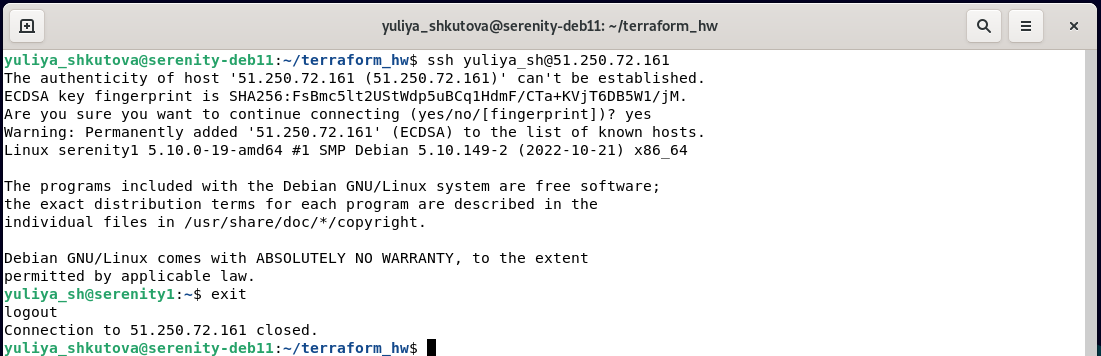 yuliya_shkutova@serenity-deb11: ~/terraform_hw
yuliya_shkutova@serenity-deb11:~/terraform_hw$ ssh yuliya_sh@51.250.72.161
The authenticity of host '51.250.72.161 (51.250.72.161)' can't be established.
ECDSA key fingerprint is SHA256:FsBmc5lt2UStWdp5uBCq1HdmF/CTa+KVjT6DB5W1/jM.
Are you sure you want to continue connecting (yes/no/[fingerprint])? yes
Warning: Permanently added '51.250.72.161' (ECDSA) to the list of known hosts.
Linux serenity1 5.10.0-19-amd64 #1 SMP Debian 5.10.149-2 (2022-10-21) x86_64
The programs included with the Debian GNU/Linux system are free software;
the exact distribution terms for each program are described in the
individual files in /usr/share/doc/*/copyright.
Debian GNU/Linux comes with ABSOLUTELY NO WARRANTY, to the extent
permitted by applicable law.
yuliya_sh@serenity1:~$ exit
logout
Connection to 51.250.72.161 closed.
yuliya_shkutova@serenity-deb11:~/terraform_hw$